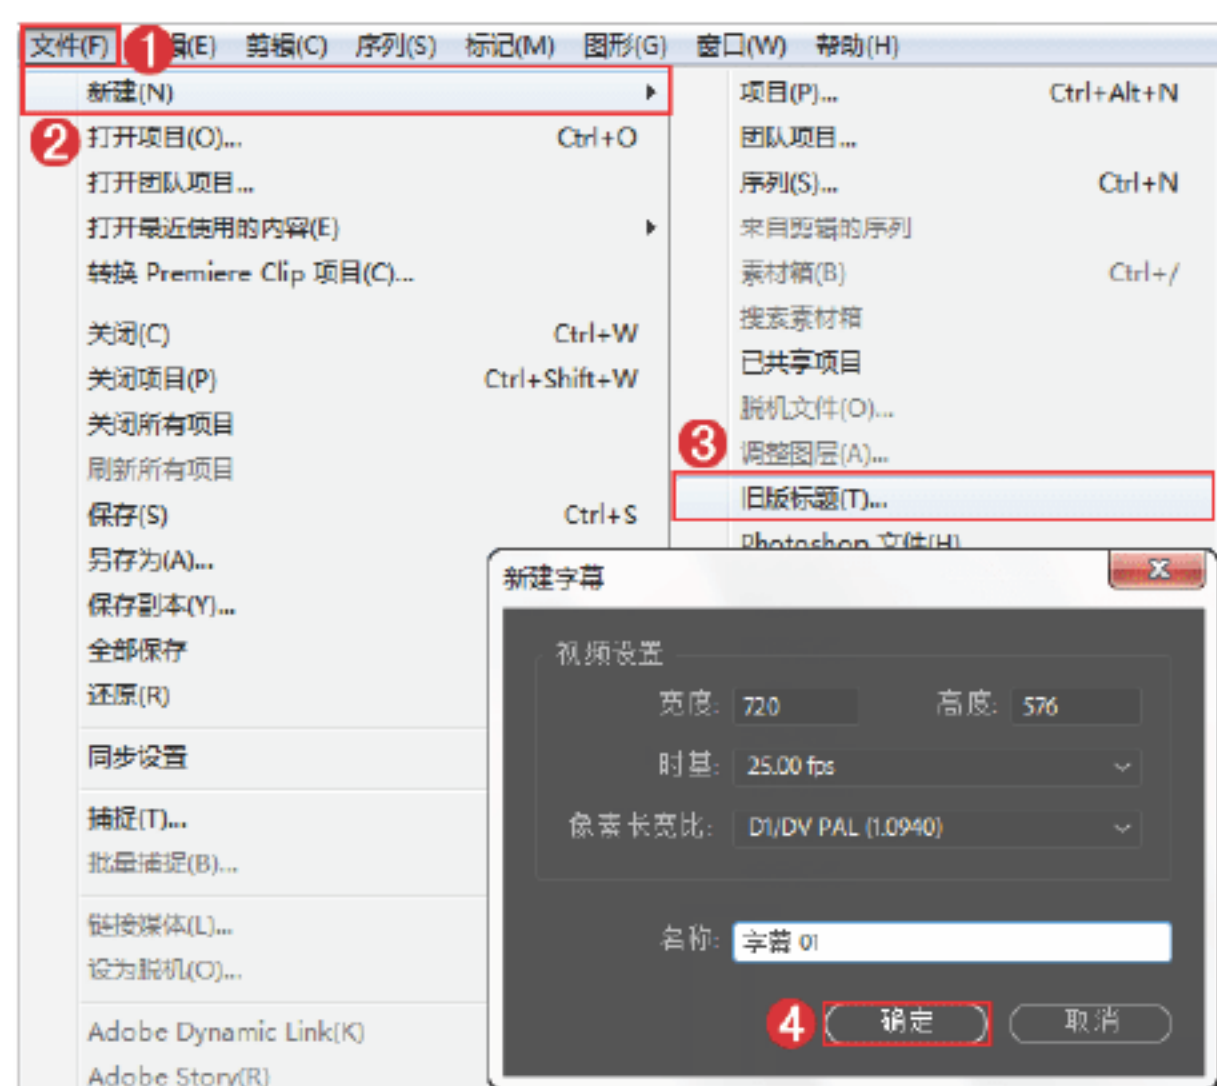 文件(F) 辑(E) 剪辑(C) 序列(S) 标记(M) 图形(G) 窗口(W) 帮助(H)
1
新建(N)
2
打开项目(O)... Ctrl+O
打开团队项目...
打开最近使用的内容(E)
转换 Premiere Clip 项目(C)...
关闭(C) Ctrl+W
关闭项目(P) Ctrl+Shift+W
关闭所有项目
刷新所有项目
保存(S) Ctrl+S
另存为(A)...
保存副本(Y)...
全部保存
还原(R)
同步设置
捕捉(T)...
批量捕捉(B)...
链接媒体(L)...
设为脱机(O)...
Adobe Dynamic Link(K)
Adobe Story(R)
项目(P)... Ctrl+Alt+N
团队项目...
序列(S)... Ctrl+N
来自剪辑的序列
素材箱(B) Ctrl+/
搜索素材箱
已共享项目
脱机文件(O)...
3
调整图层(A)...
旧版标题(T)...
Photoshop 文件(H)
新建字幕
视频设置
宽度: 720 高度: 576
时基: 25.00 fps
像素长宽比: D1/DV PAL (1.0940)
名称: 字幕 01
4
确定 取消